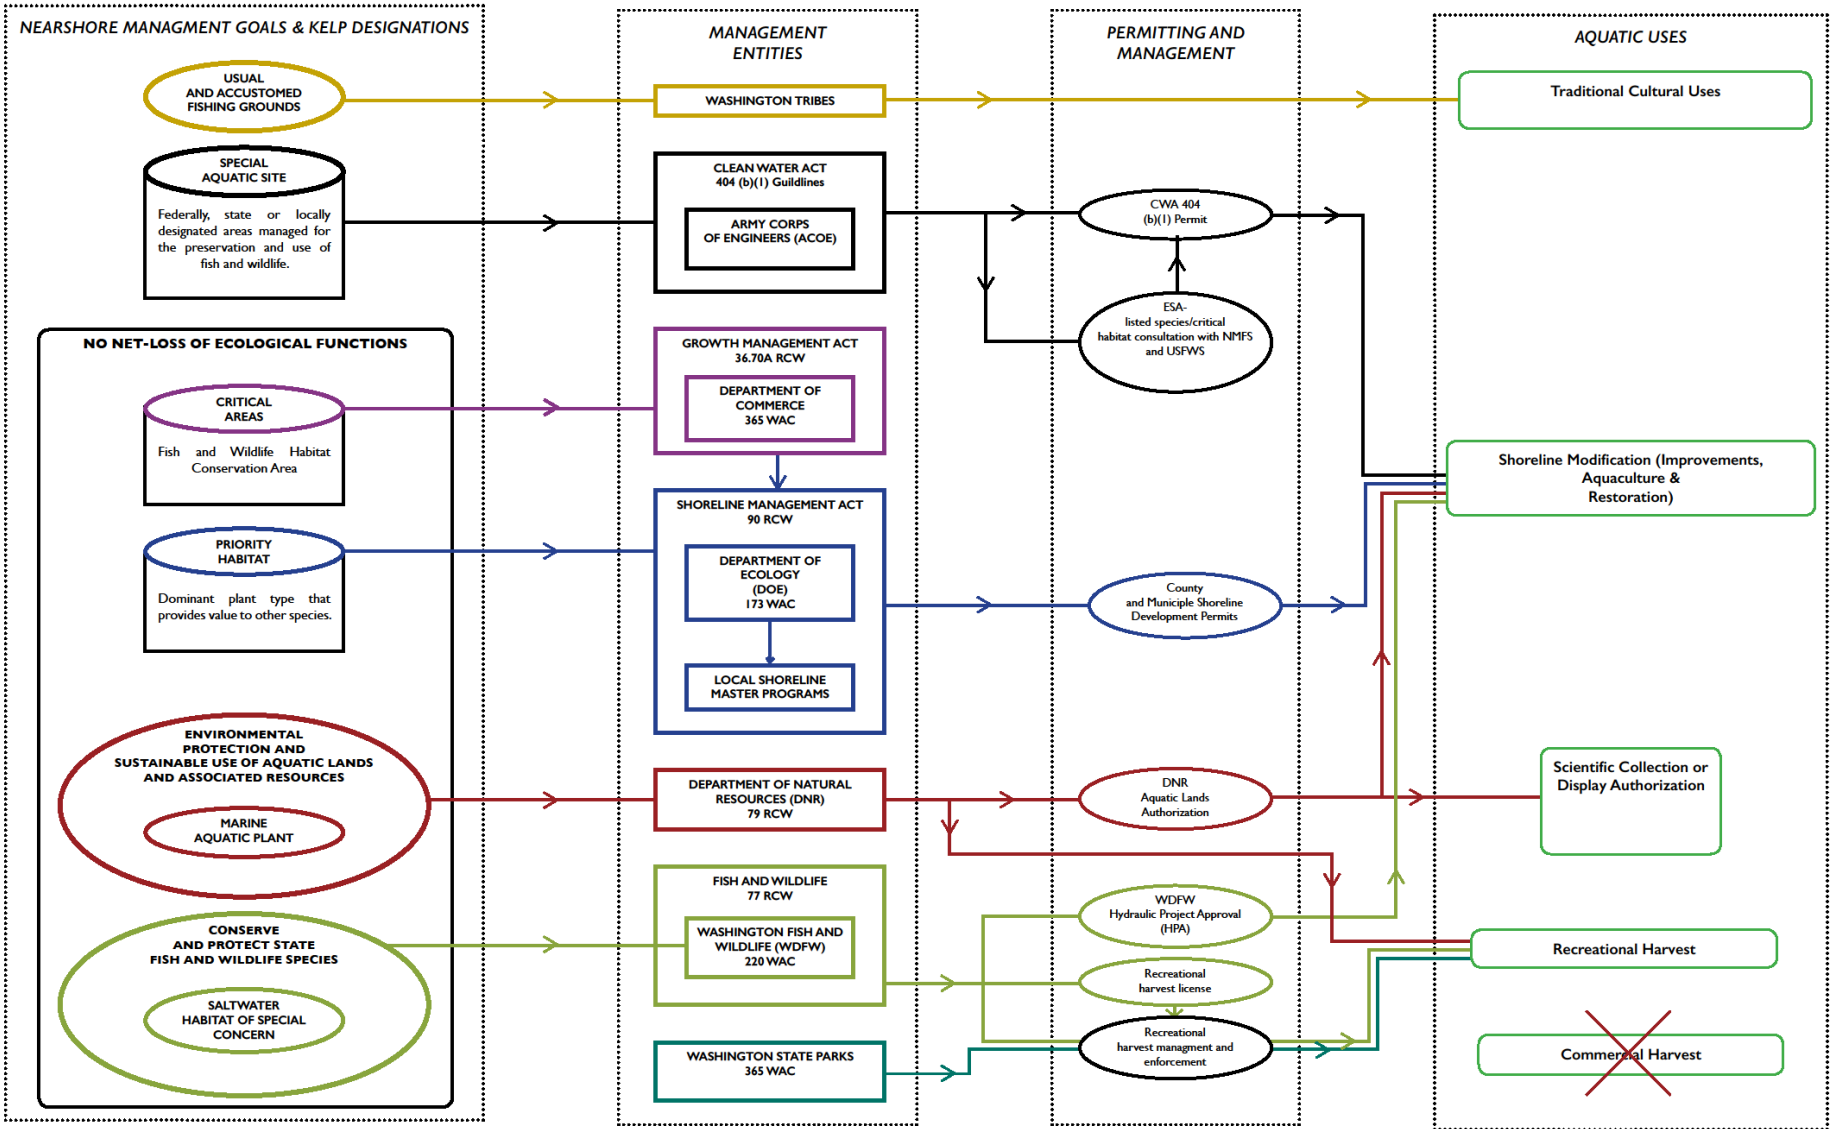 NEARSHORE MANAGMENT GOALS & KELP DESIGNATIONS
USUAL
AND ACCUSTOMED
FISHING GROUNDS
SPECIAL
AQUATIC SITE
Federally, state or locally
designated areas managed for
the preservation and use of
fish and wildlife.
NO NET-LOSS OF ECOLOGICAL FUNCTIONS
CRITICAL
AREAS
Fish and Wildlife Habitat
Conservation Area
PRIORITY
HABITAT
Dominant plant type that
provides value to other species.
ENVIRONMENTAL
PROTECTION AND
SUSTAINABLE USE OF AQUATIC LANDS
AND ASSOCIATED RESOURCES
MARINE
AQUATIC PLANT
CONSERVE
AND PROTECT STATE
FISH AND WILDLIFE SPECIES
SALTWATER
HABITAT OF SPECIAL
CONCERN
MANAGEMENT
ENTITIES
WASHINGTON TRIBES
CLEAN WATER ACT
404 (b)(1) Guildlines
ARMY CORPS
OF ENGINEERS (ACOE)
GROWTH MANAGEMENT ACT
36.70A RCW
DEPARTMENT OF
COMMERCE
365 WAC
SHORELINE MANAGEMENT ACT
90 RCW
DEPARTMENT OF
ECOLOGY
(DOE)
173 WAC
LOCAL SHORELINE
MASTER PROGRAMS
DEPARTMENT OF NATURAL
RESOURCES (DNR)
79 RCW
FISH AND WILDLIFE
77 RCW
WASHINGTON FISH AND
WILDLIFE (WDFW)
220 WAC
WASHINGTON STATE PARKS
365 WAC
PERMITTING AND
MANAGEMENT
CWA 404
(b)(1) Permit
ESA-
listed species/critical
habitat consultation with NMFS
and USFWS
County
and Municiple Shoreline
Development Permits
DNR
Aquatic Lands
Authorization
WDFW
Hydraulic Project Approval
(HPA)
Recreational
harvest license
Recreational
harvest managment and
enforcement
AQUATIC USES
Traditional Cultural Uses
Shoreline Modification (Improvements,
Aquaculture &
Restoration)
Scientific Collection or
Display Authorization
Recreational Harvest
Commercial Harvest